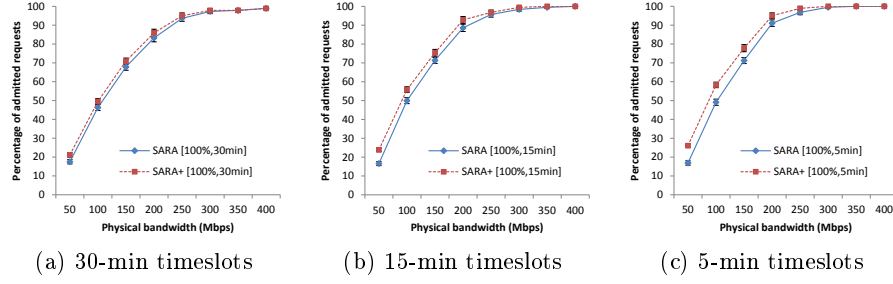 Percentage of admitted requests
100
90
80
70
60
50
40
30
20
10
0
SARA [100%,30min]
SARA+ [100%,30min]
50 100 150 200 250 300 350 400
Physical bandwidth (Mbps)
(a) 30-min timeslots
Percentage of admitted requests
100
90
80
70
60
50
40
30
20
10
0
SARA [100%,15min]
SARA+ [100%,15min]
50 100 150 200 250 300 350 400
Physical bandwidth (Mbps)
(b) 15-min timeslots
Percentage of admitted requests
100
90
80
70
60
50
40
30
20
10
0
SARA [100%,5min]
SARA+ [100%,5min]
50 100 150 200 250 300 350 400
Physical bandwidth (Mbps)
(c) 5-min timeslots